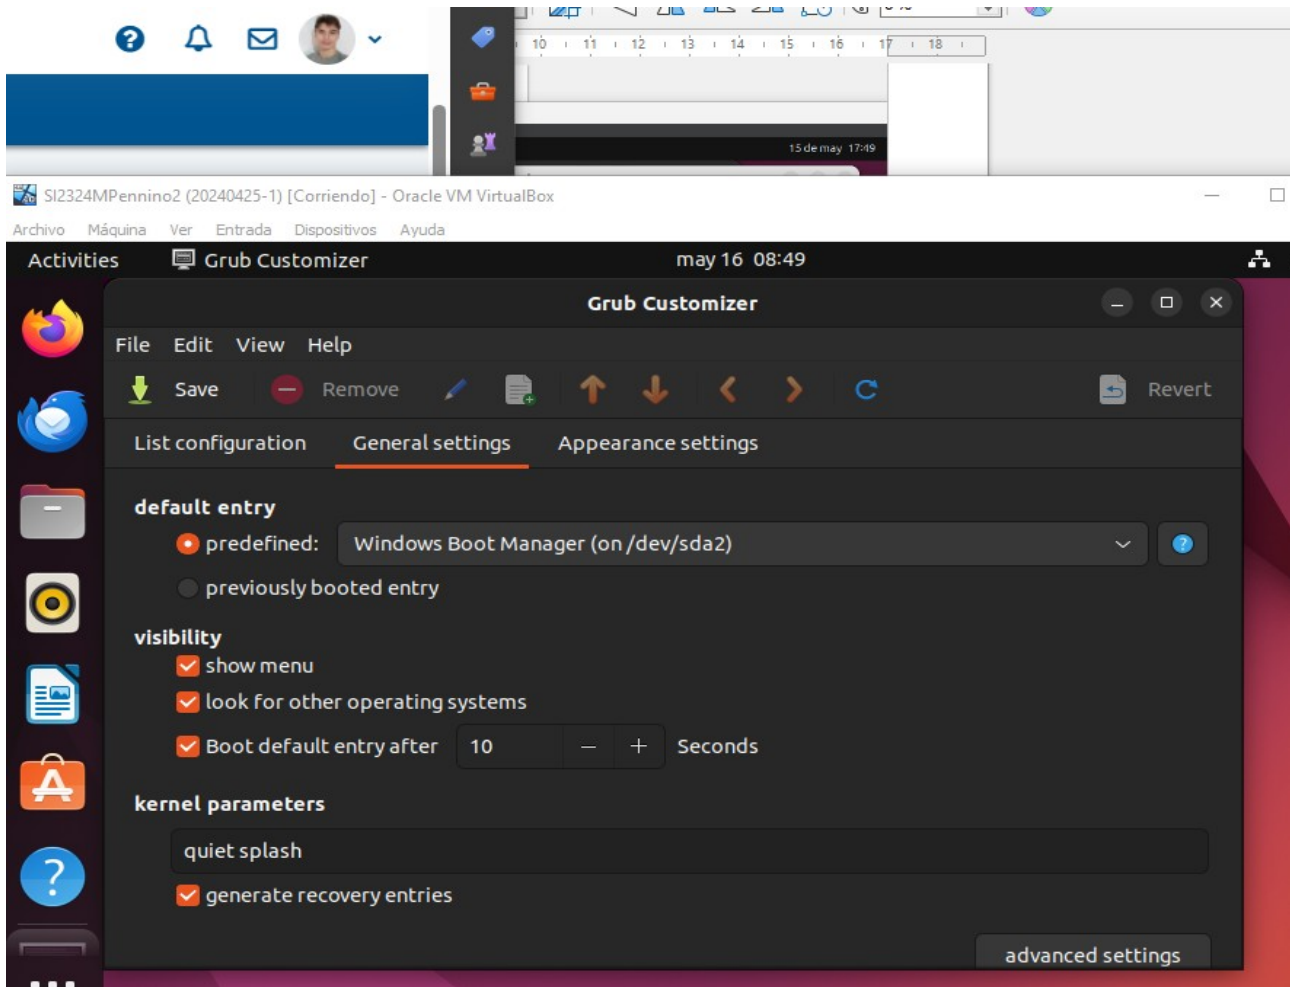 10 11 12 13 14 15 16 17 18
15 de may 17:49
SI2324MPennino2 (20240425-1) [Corriendo] - Oracle VM VirtualBox
Archivo Máquina Ver Entrada Dispositivos Ayuda
Activities Grub Customizer may 16 08:49
Grub Customizer
File Edit View Help
Save Remove Revert
List configuration General settings Appearance settings
default entry
predefined: Windows Boot Manager (on /dev/sda2)
previously booted entry
visibility
show menu
look for other operating systems
Boot default entry after 10 Seconds
kernel parameters
quiet splash
generate recovery entries
advanced settings